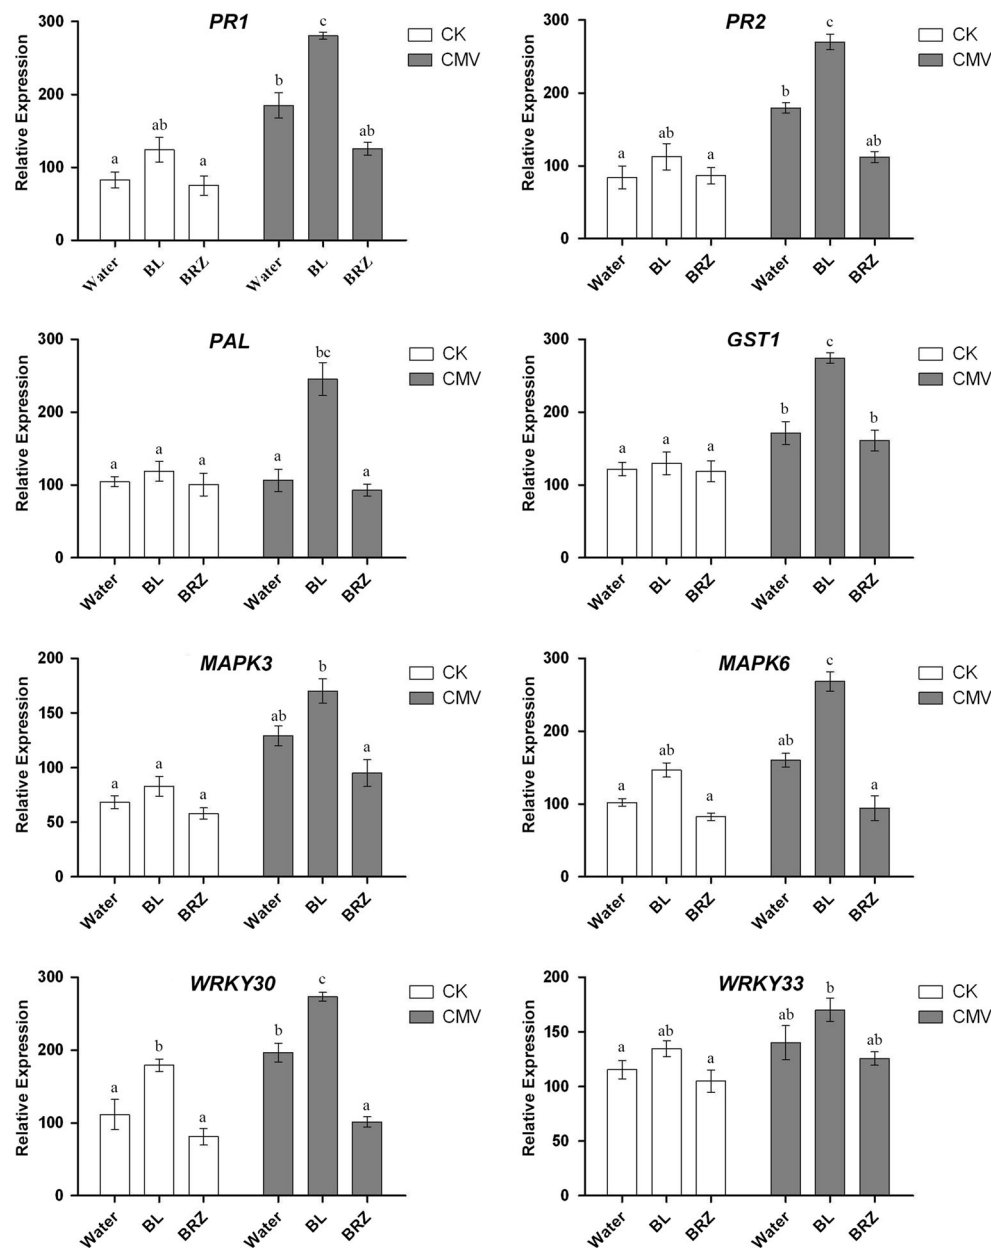 PR1
Relative Expression
300
200
100
0
a
ab
a
b
c
ab
Water
BL
BRZ
Water
BL
BRZ
CK
CMV
PR2
Relative Expression
300
200
100
0
a
ab
a
b
c
ab
Water
BL
BRZ
Water
BL
BRZ
CK
CMV
PAL
Relative Expression
300
200
100
0
a
a
a
a
bc
a
Water
BL
BRZ
Water
BL
BRZ
CK
CMV
GST1
Relative Expression
300
200
100
0
a
a
a
b
c
b
Water
BL
BRZ
Water
BL
BRZ
CK
CMV
MAPK3
Relative Expression
200
150
100
50
0
a
a
a
ab
b
a
Water
BL
BRZ
Water
BL
BRZ
CK
CMV
MAPK6
Relative Expression
300
200
100
0
a
ab
a
ab
c
a
Water
BL
BRZ
Water
BL
BRZ
CK
CMV
WRKY30
Relative Expression
300
200
100
0
a
b
a
b
c
a
Water
BL
BRZ
Water
BL
BRZ
CK
CMV
WRKY33
Relative Expression
200
150
100
50
0
a
ab
a
ab
b
ab
Water
BL
BRZ
Water
BL
BRZ
CK
CMV